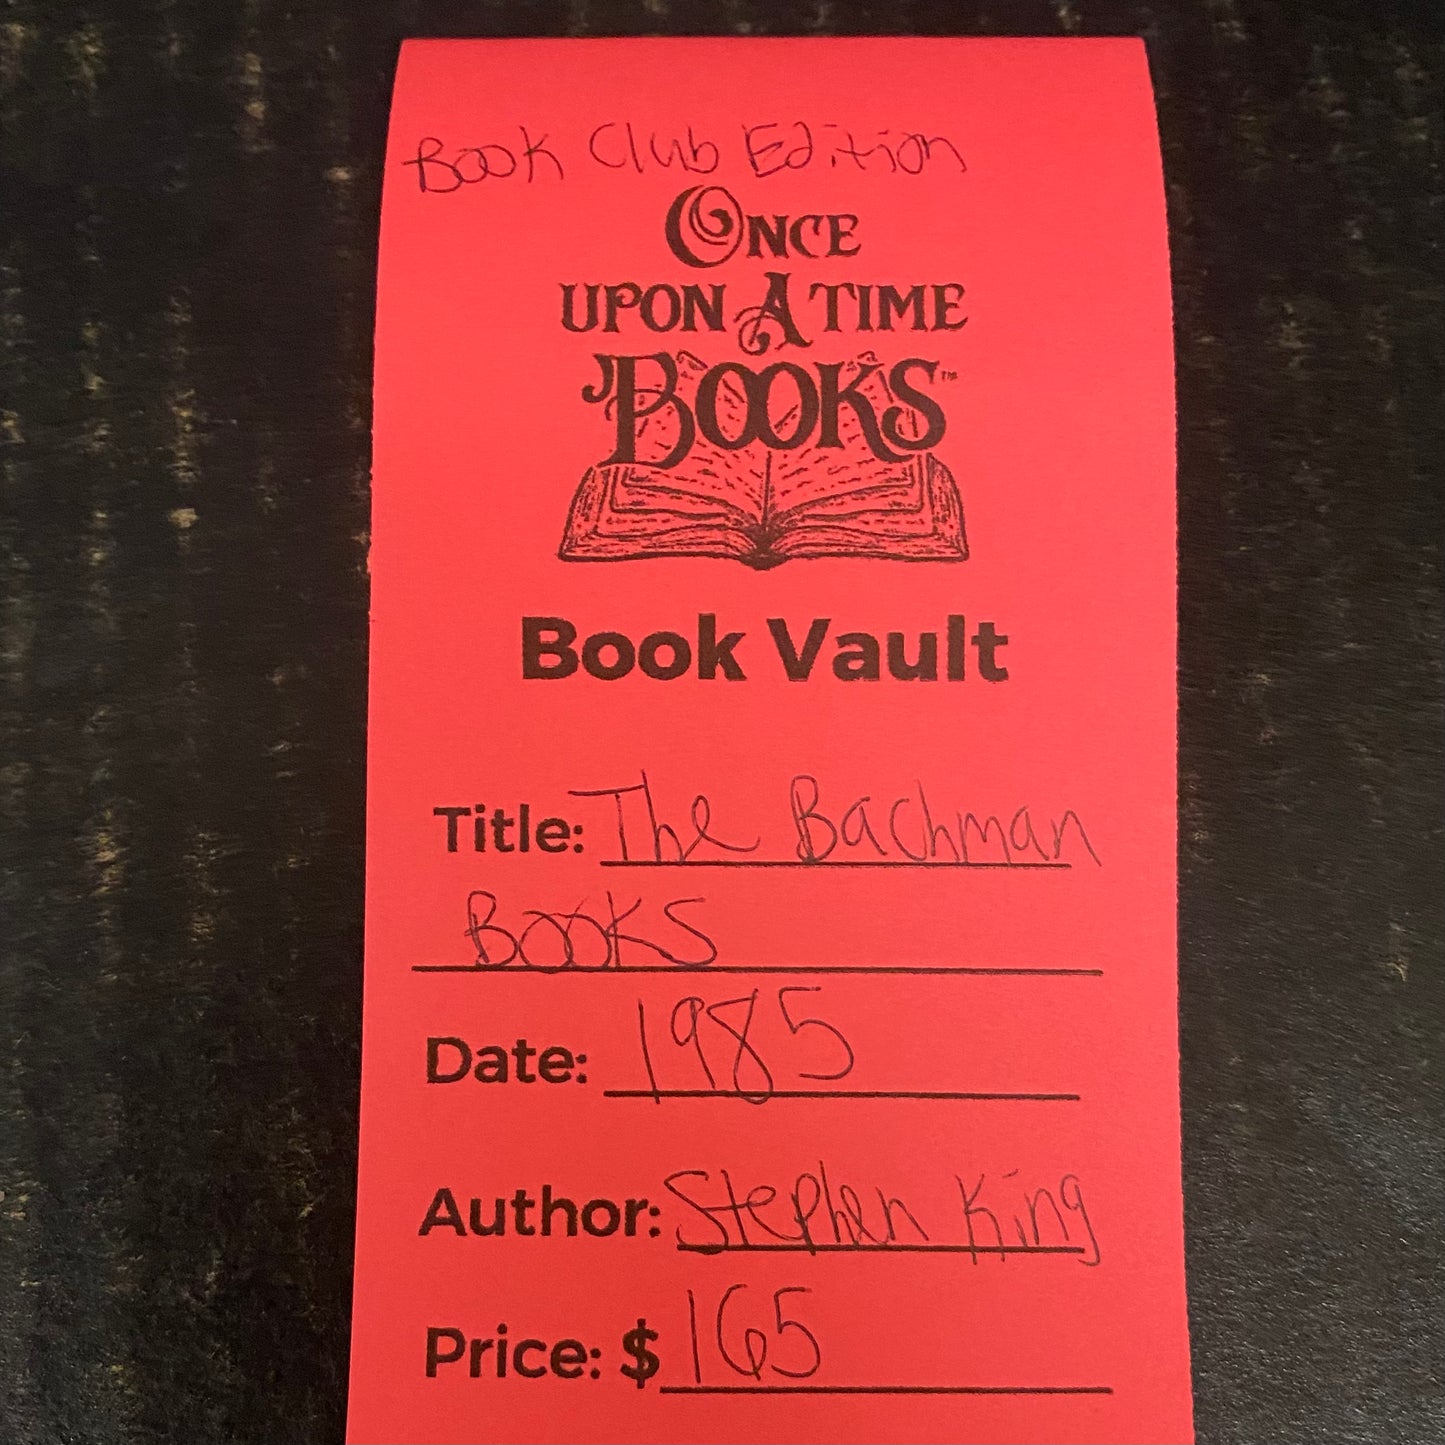 Book Club Edition
ONCE
UPON A TIME
BOOKS™
Book Vault
Title: The Bachman
Books
Date: 1985
Author: Stephen King
Price: $165